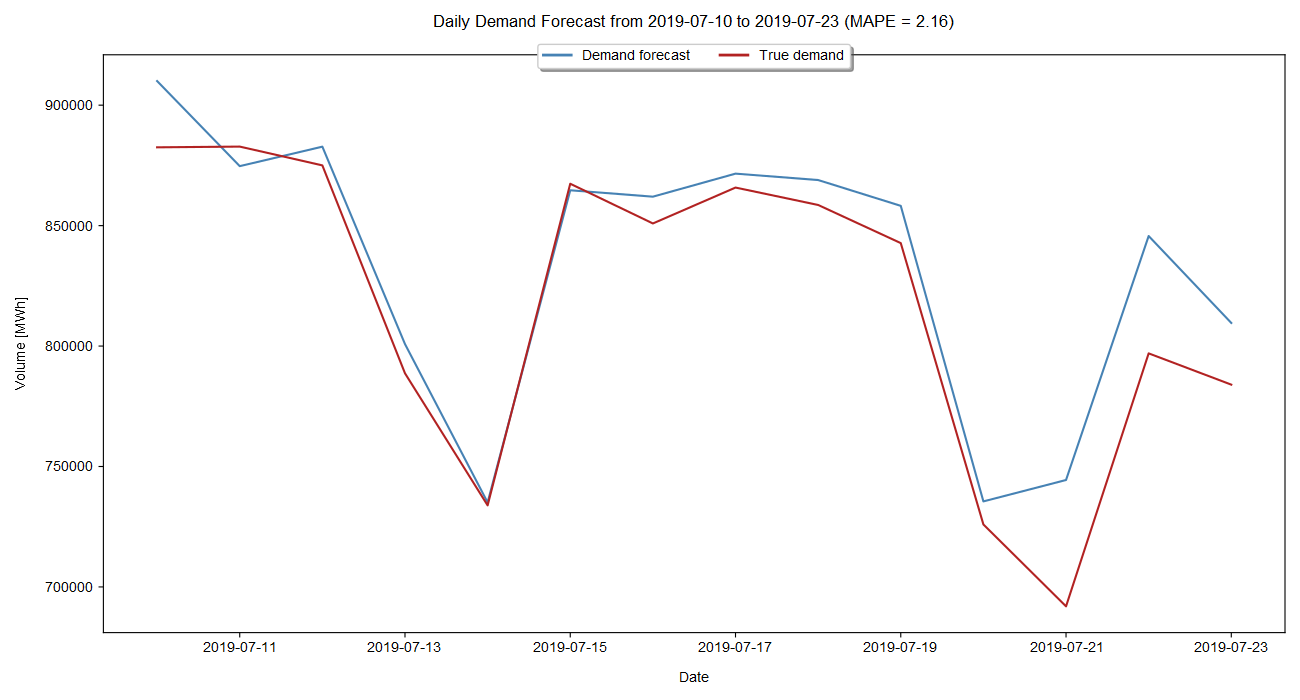 Daily Demand Forecast from 2019-07-10 to 2019-07-23 (MAPE = 2.16)
Demand forecast True demand
900000
850000
800000
750000
700000
Volume [MWh]
2019-07-11 2019-07-13 2019-07-15 2019-07-17 2019-07-19 2019-07-21 2019-07-23
Date